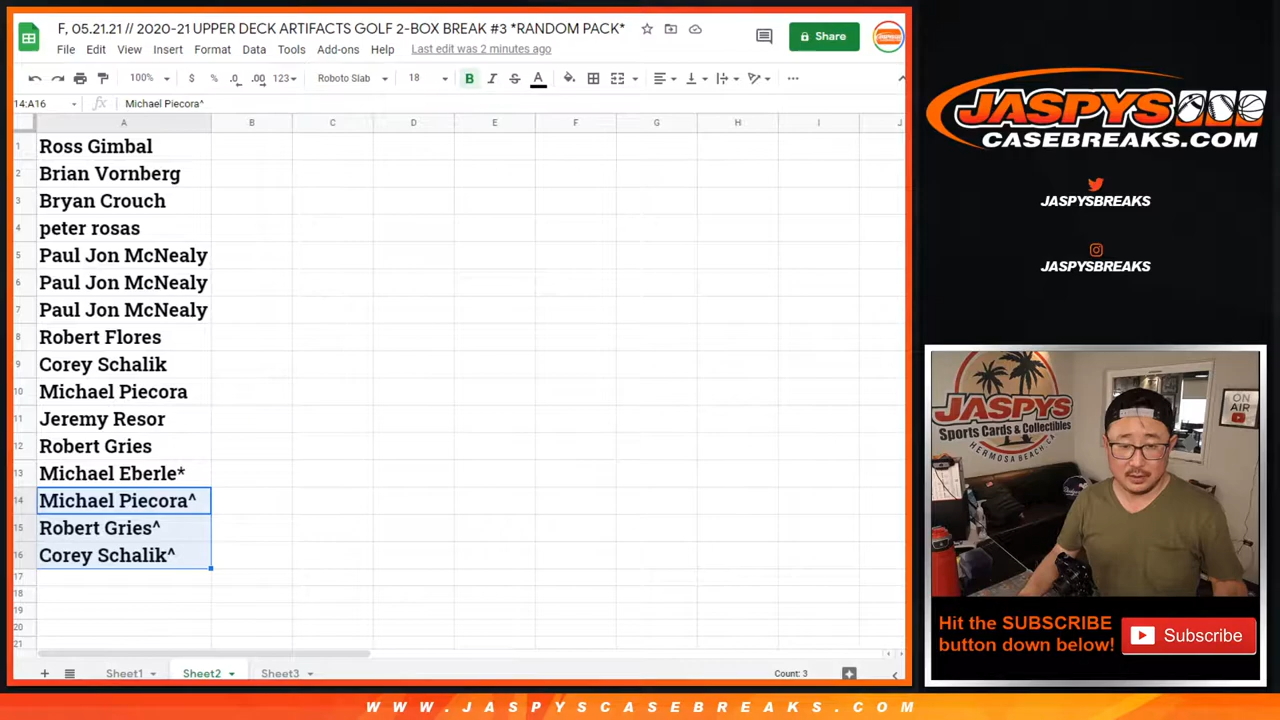 F, 05.21.21 // 2020-21 UPPER DECK ARTIFACTS GOLF 2-BOX BREAK #3 *RANDOM PACK*
File Edit View Insert Format Data Tools Add-ons Help Last edit was 2 minutes ago
Share
100% $ % .0 .00 123 Roboto Slab 18 B I S A
14:A16 fx Michael Piecora^
A B C D E F G H I J
1 Ross Gimbal
2 Brian Vornberg
3 Bryan Crouch
4 peter rosas
5 Paul Jon McNealy
6 Paul Jon McNealy
7 Paul Jon McNealy
8 Robert Flores
9 Corey Schalik
10 Michael Piecora
11 Jeremy Resor
12 Robert Gries
13 Michael Eberle*
14 Michael Piecora^
15 Robert Gries^
16 Corey Schalik^
17
18
19
20
21
Sheet1 Sheet2 Sheet3 Count: 3
JASPYS
CASEBREAKS.COM
JASPYSBREAKS
JASPYSBREAKS
JASPYS
Sports Cards & Collectibles
HERMOSA BEACH, CA
ON
AIR
Hit the SUBSCRIBE
button down below!
Subscribe
WWW.JASPYSCASEBREAKS.COM